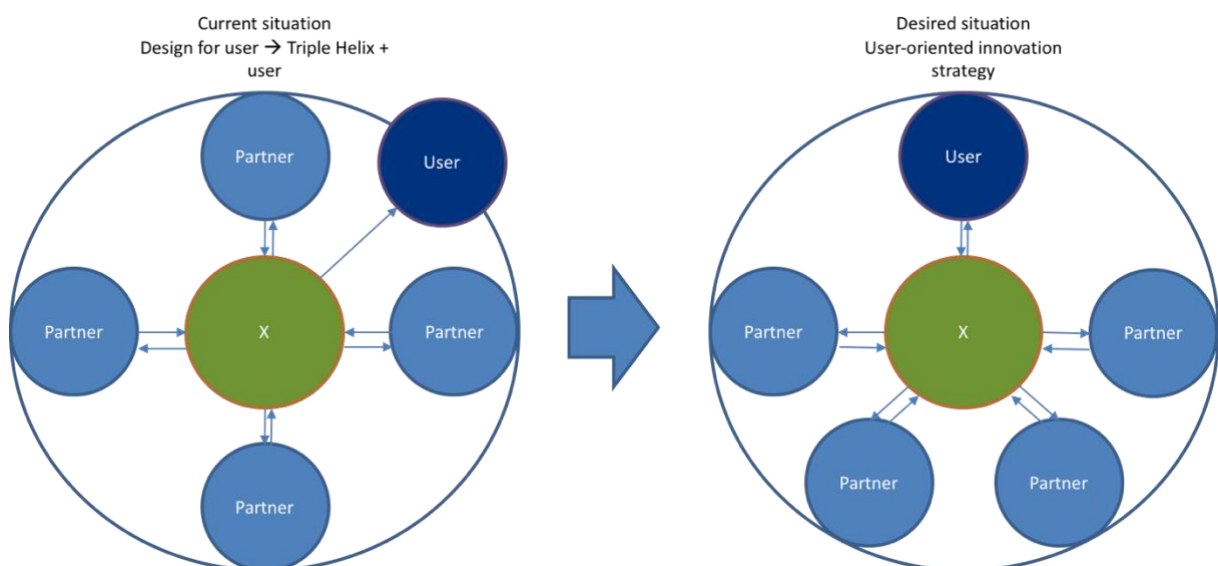 Current situation
Design for user → Triple Helix +
user
Desired situation
User-oriented innovation
strategy
Partner
User
User
Partner
X
Partner
Partner
X
Partner
Partner
Partner
Partner